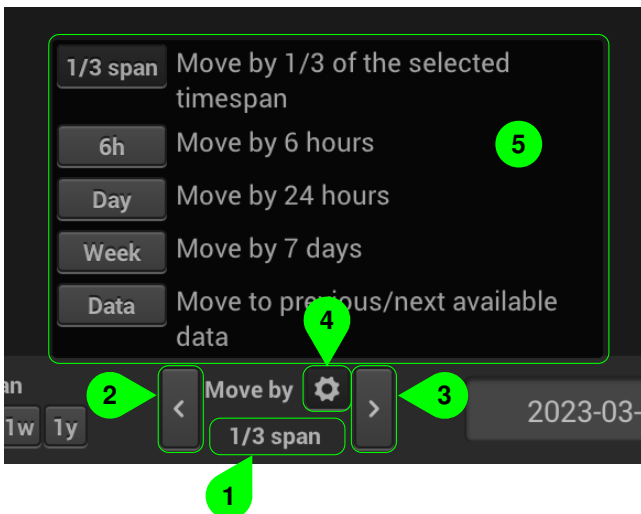 1/3 span Move by 1/3 of the selected
timespan
6h Move by 6 hours
5
Day Move by 24 hours
Week Move by 7 days
Data Move to previous/next available
data
4
an
2
Move by
3
1w 1y
<
>
1/3 span
2023-03-
1